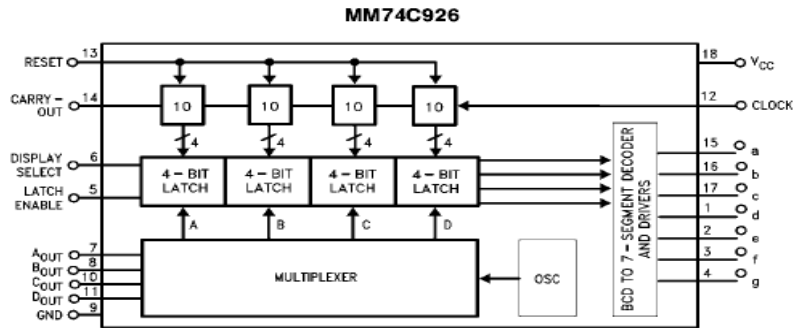 MM74C926
RESET 13
18 VCC
CARRY-OUT 14
10 10 10 10
12 CLOCK
4 4 4 4
DISPLAY SELECT 6
4-BIT LATCH 4-BIT LATCH 4-BIT LATCH 4-BIT LATCH
LATCH ENABLE 5
A B C D
BCD TO 7-SEGMENT DECODER AND DRIVERS
15 a
16 b
17 c
1 d
2 e
3 f
4 g
AOUT 7
BOUT 8
COUT 10
DOUT 11
GND 9
MULTIPLEXER
OSC